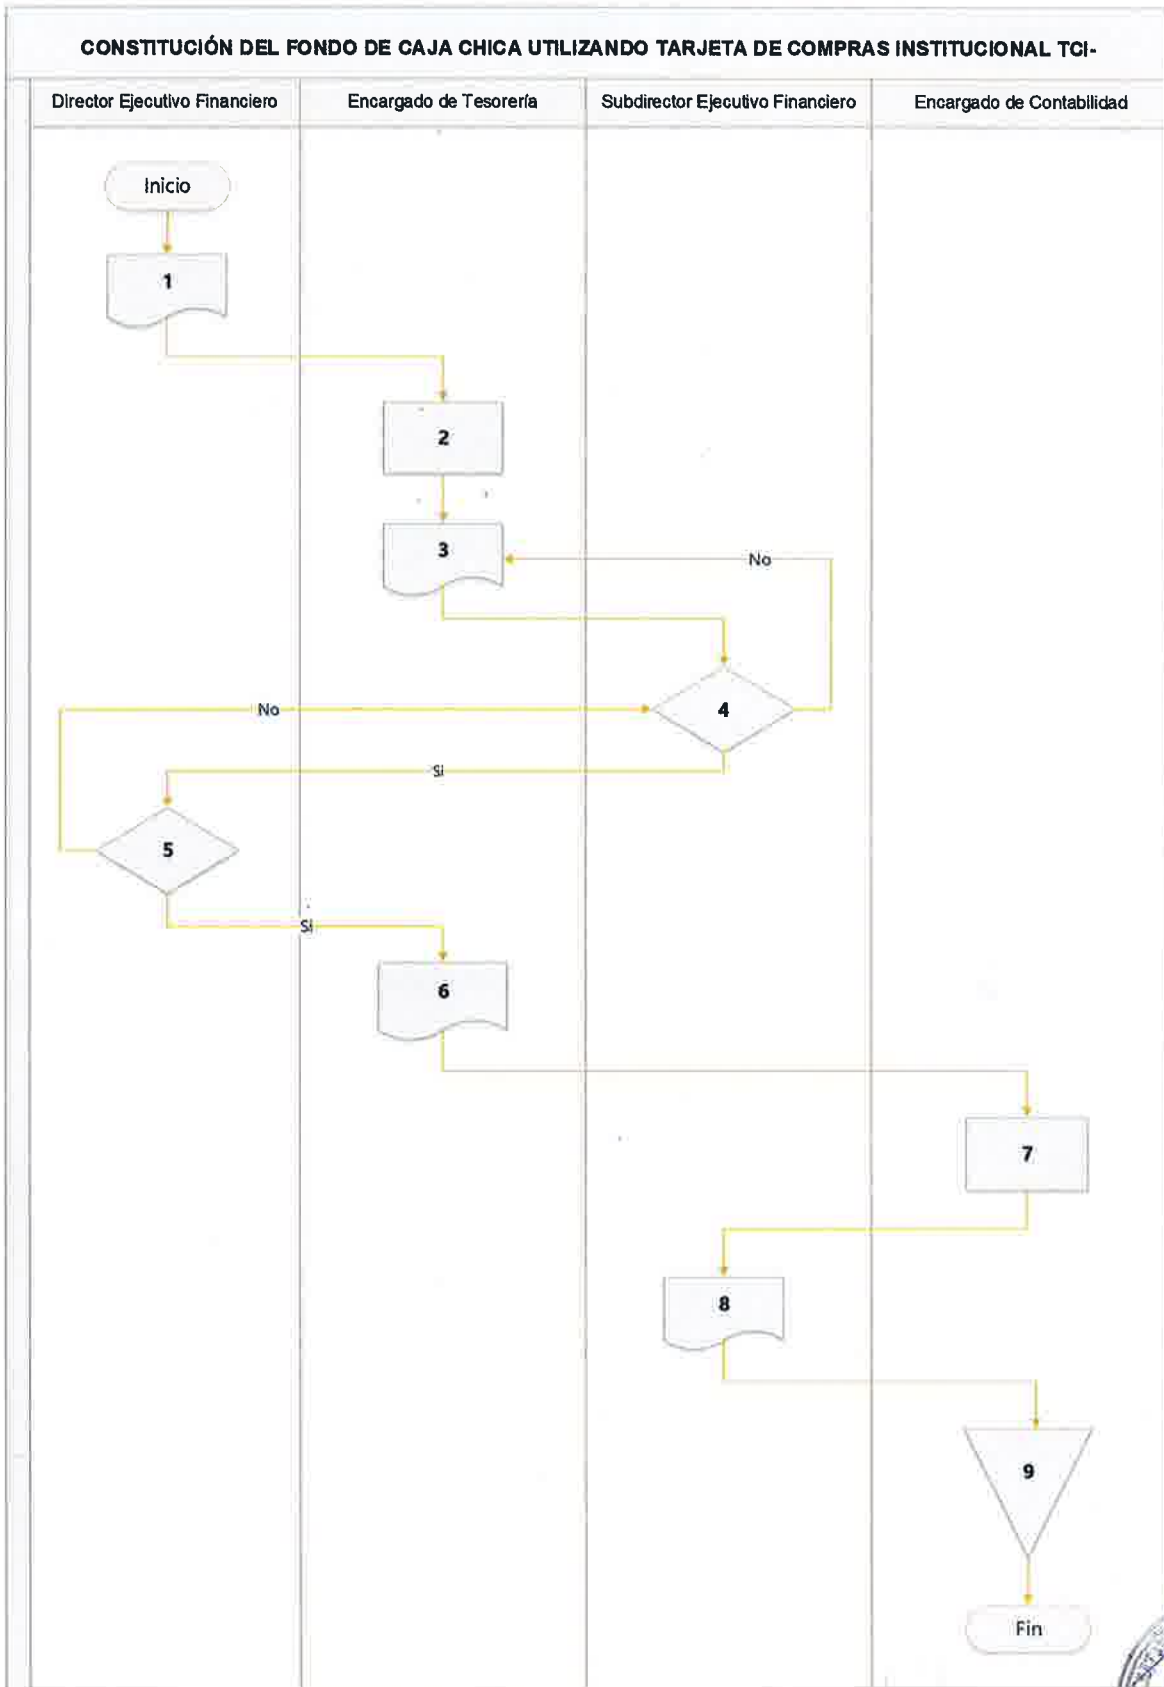 CONSTITUCIÓN DEL FONDO DE CAJA CHICA UTILIZANDO TARJETA DE COMPRAS INSTITUCIONAL TCI-
Director Ejecutivo Financiero
Encargado de Tesorería
Subdirector Ejecutivo Financiero
Encargado de Contabilidad
Inicio
1
2
3
No
4
No
Si
5
Si
6
7
8
9
Fin